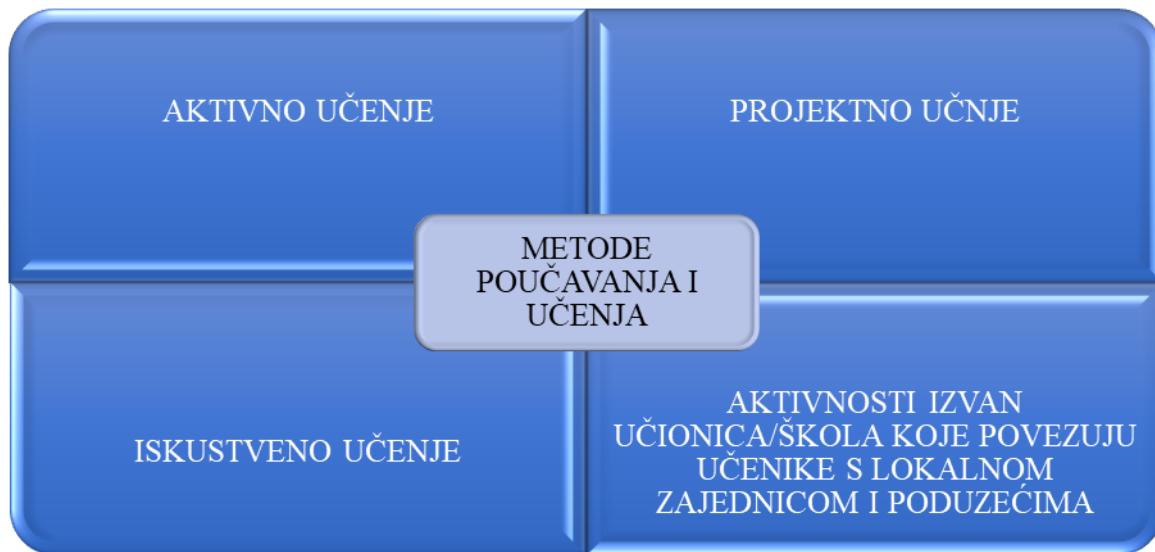 AKTIVNO UČENJE
PROJEKTNO UČNJE
METODE
POUČAVANJA I
UČENJA
ISKUSTVENO UČENJE
AKTIVNOSTI IZVAN
UČIONICA/ŠKOLA KOJE POVEZUJU
UČENIKE S LOKALNOM
ZAJEDNICOM I PODUZEĆIMA